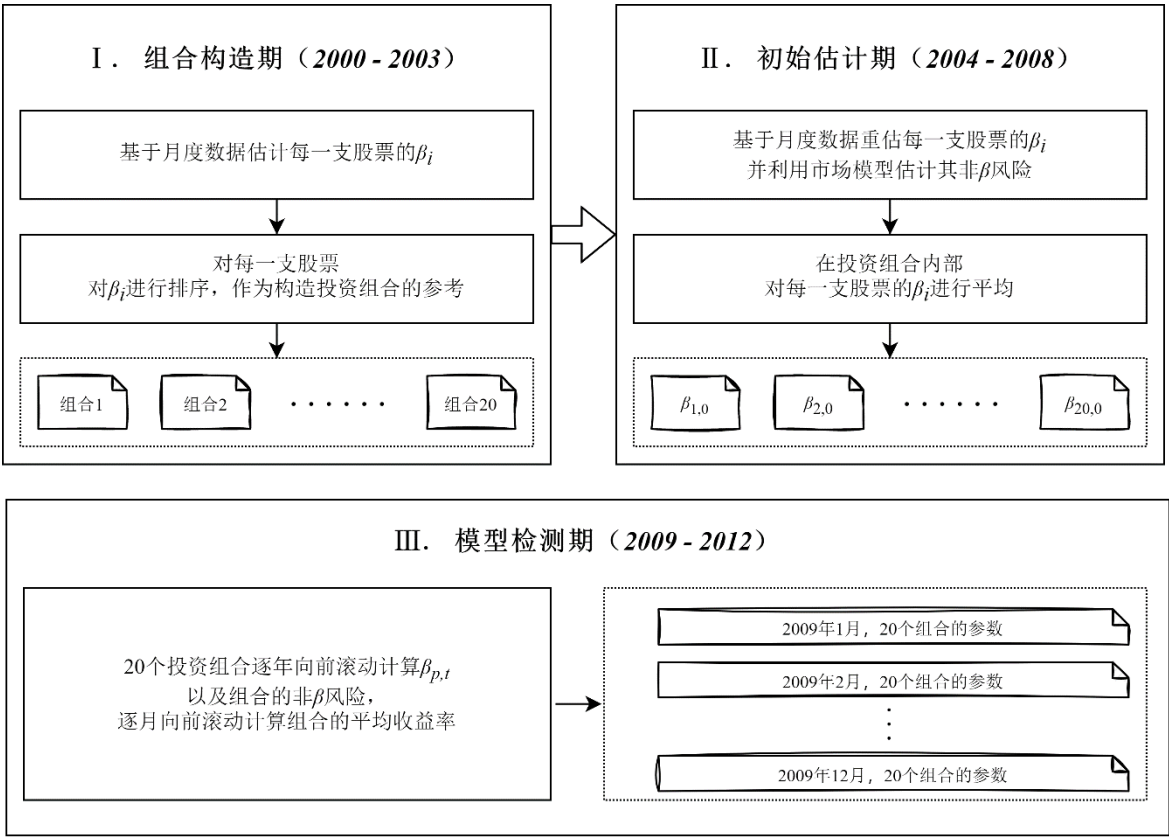 Ⅰ. 组合构造期(2000 - 2003)
基于月度数据估计每一支股票的βi
对每一支股票
对βi进行排序，作为构造投资组合的参考
组合1
组合2
······
组合20
Ⅱ. 初始估计期(2004 - 2008)
基于月度数据重估每一支股票的βi
并利用市场模型估计其非β风险
在投资组合内部
对每一支股票的βi进行平均
β1,0
β2,0
······
β20,0
Ⅲ. 模型检测期(2009 - 2012)
20个投资组合逐年向前滚动计算βp,t
以及组合的非β风险，
逐月向前滚动计算组合的平均收益率
2009年1月，20个组合的参数
2009年2月，20个组合的参数
⋮
2009年12月，20个组合的参数